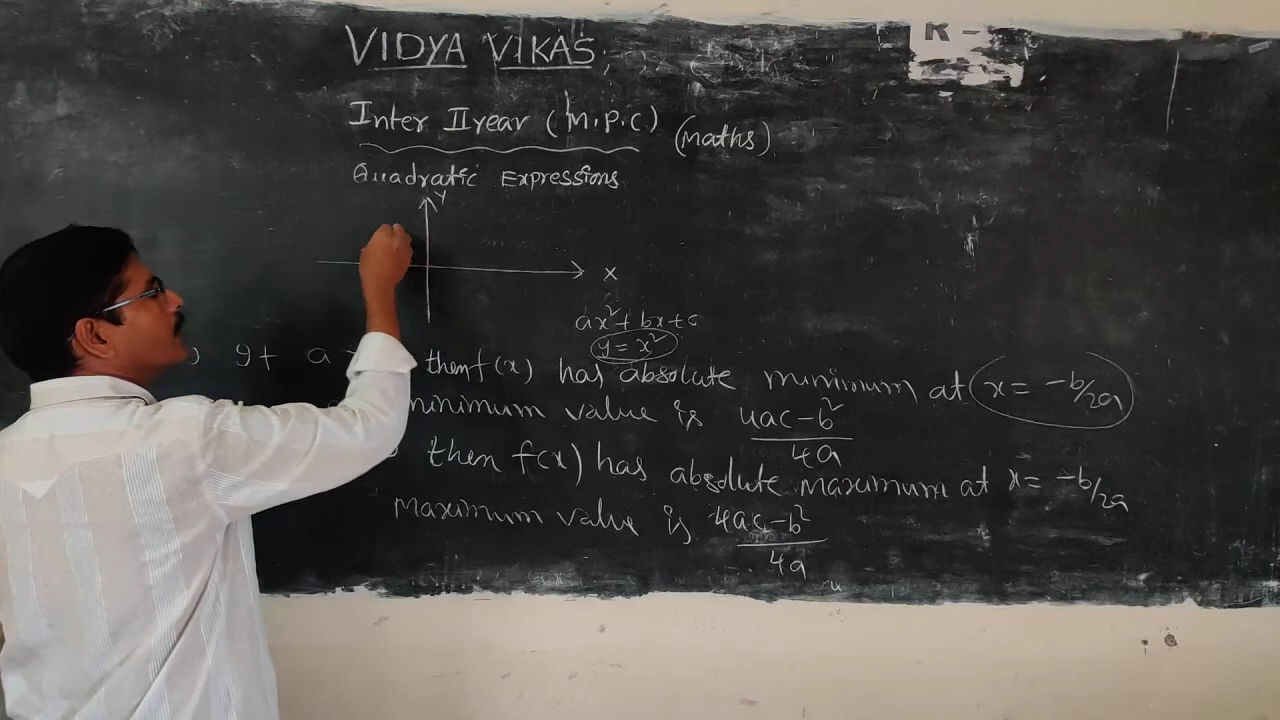 VIDYA VIKAS
R-
Inter II year (M.P.C) (Maths)
Quadratic Expressions
Y
X
ax²+bx+c
y=x²
If a then f(x) has absolute minimum at x = -b/2a
minimum value is 4ac-b²/4a
then f(x) has absolute maximum at x = -b/2a
Maximum value is 4ac-b²/4a